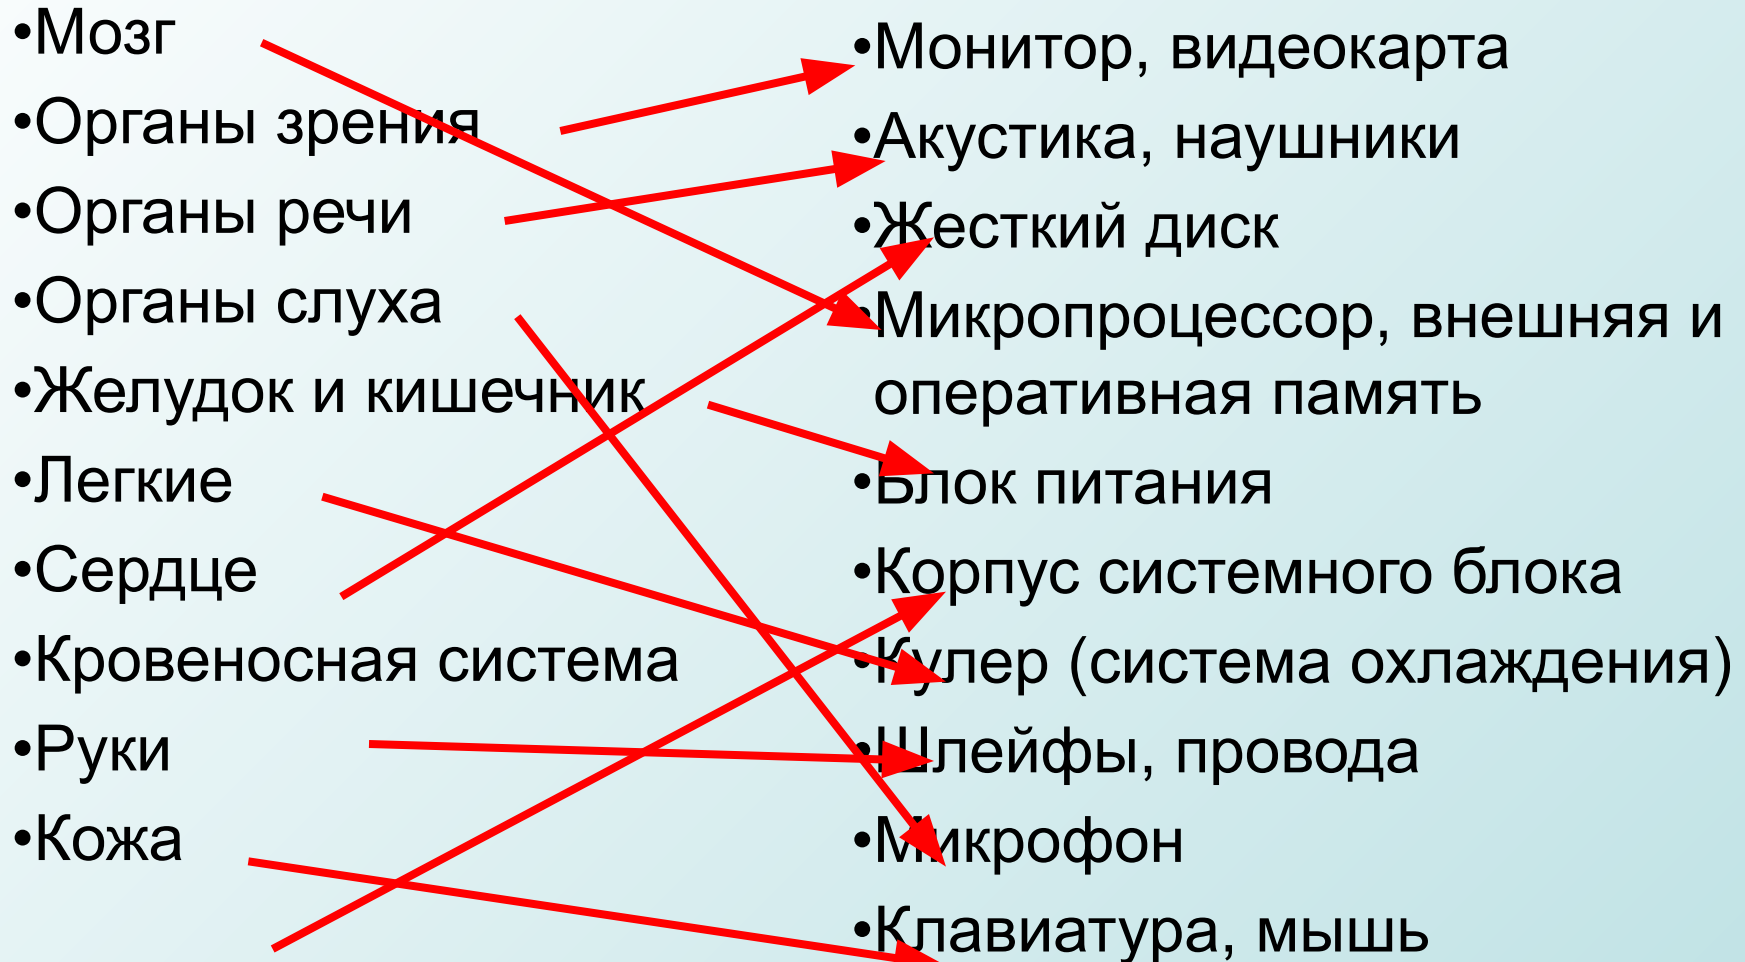 •Мозг
•Органы зрения
•Органы речи
•Органы слуха
•Желудок и кишечник
•Легкие
•Сердце
•Кровеносная система
•Руки
•Кожа
•Монитор, видеокарта
•Акустика, наушники
•Жесткий диск
•Микропроцессор, внешняя и
оперативная память
•Блок питания
•Корпус системного блока
•Кулер (система охлаждения)
•Шлейфы, провода
•Микрофон
•Клавиатура, мышь